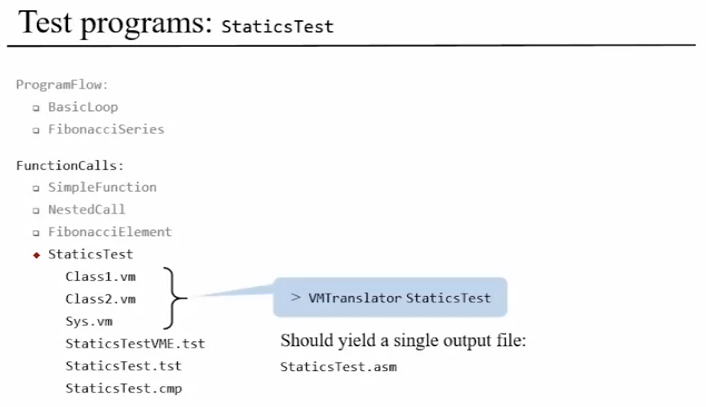 Test programs: StaticsTest
ProgramFlow:
BasicLoop
FibonacciSeries
FunctionCalls:
SimpleFunction
NestedCall
FibonacciElement
StaticsTest
Class1.vm
Class2.vm
Sys.vm
StaticsTestVME.tst
StaticsTest.tst
StaticsTest.cmp
> VMTranslator StaticsTest
Should yield a single output file:
StaticsTest.asm